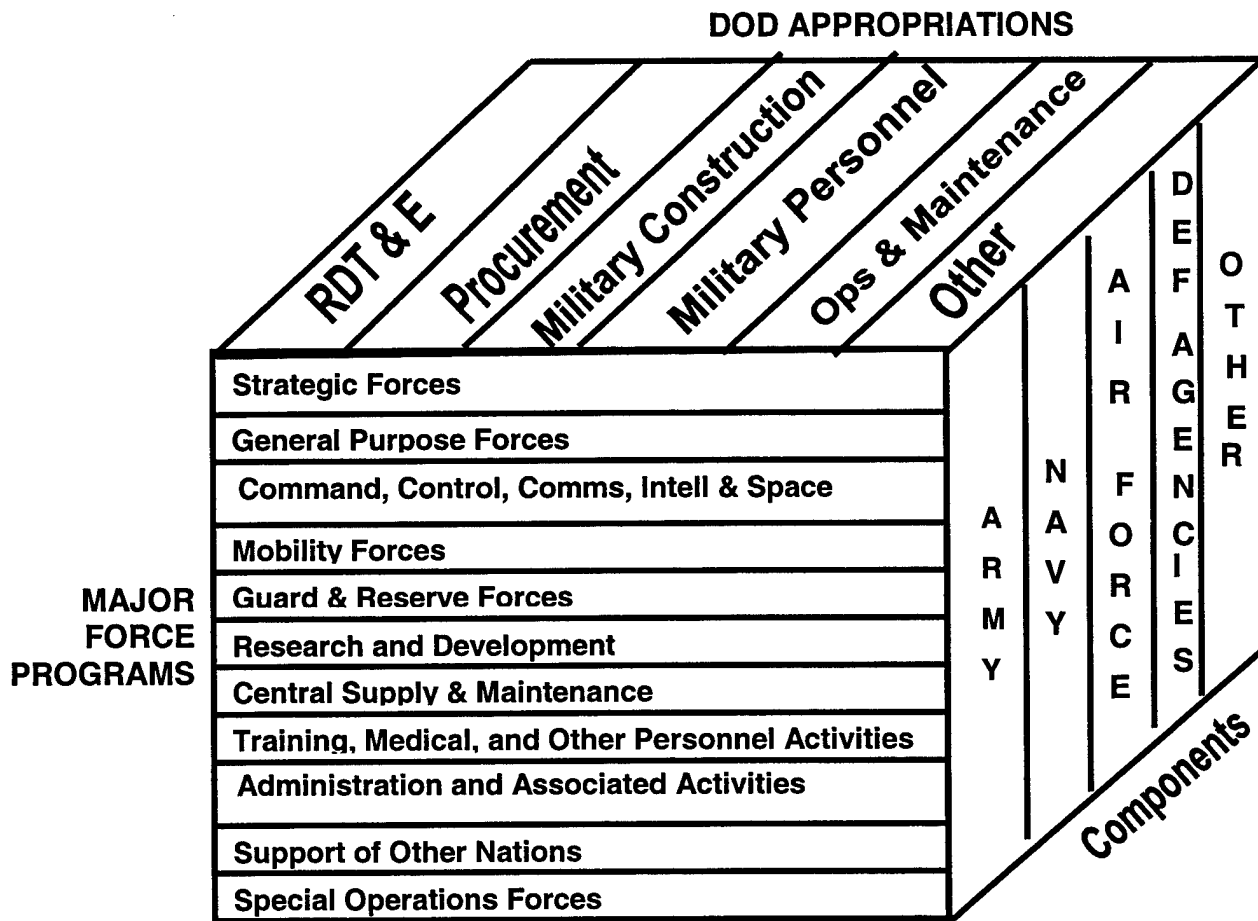 DOD APPROPRIATIONS
RDT & E
Procurement
Military Construction
Military Personnel
Ops & Maintenance
Other
Strategic Forces
General Purpose Forces
Command, Control, Comms, Intell & Space
Mobility Forces
Guard & Reserve Forces
Research and Development
Central Supply & Maintenance
Training, Medical, and Other Personnel Activities
Administration and Associated Activities
Support of Other Nations
Special Operations Forces
MAJOR
FORCE
PROGRAMS
ARMY
NAVY
AIR FORCE
DEF AGENCIES
OTHER
Components